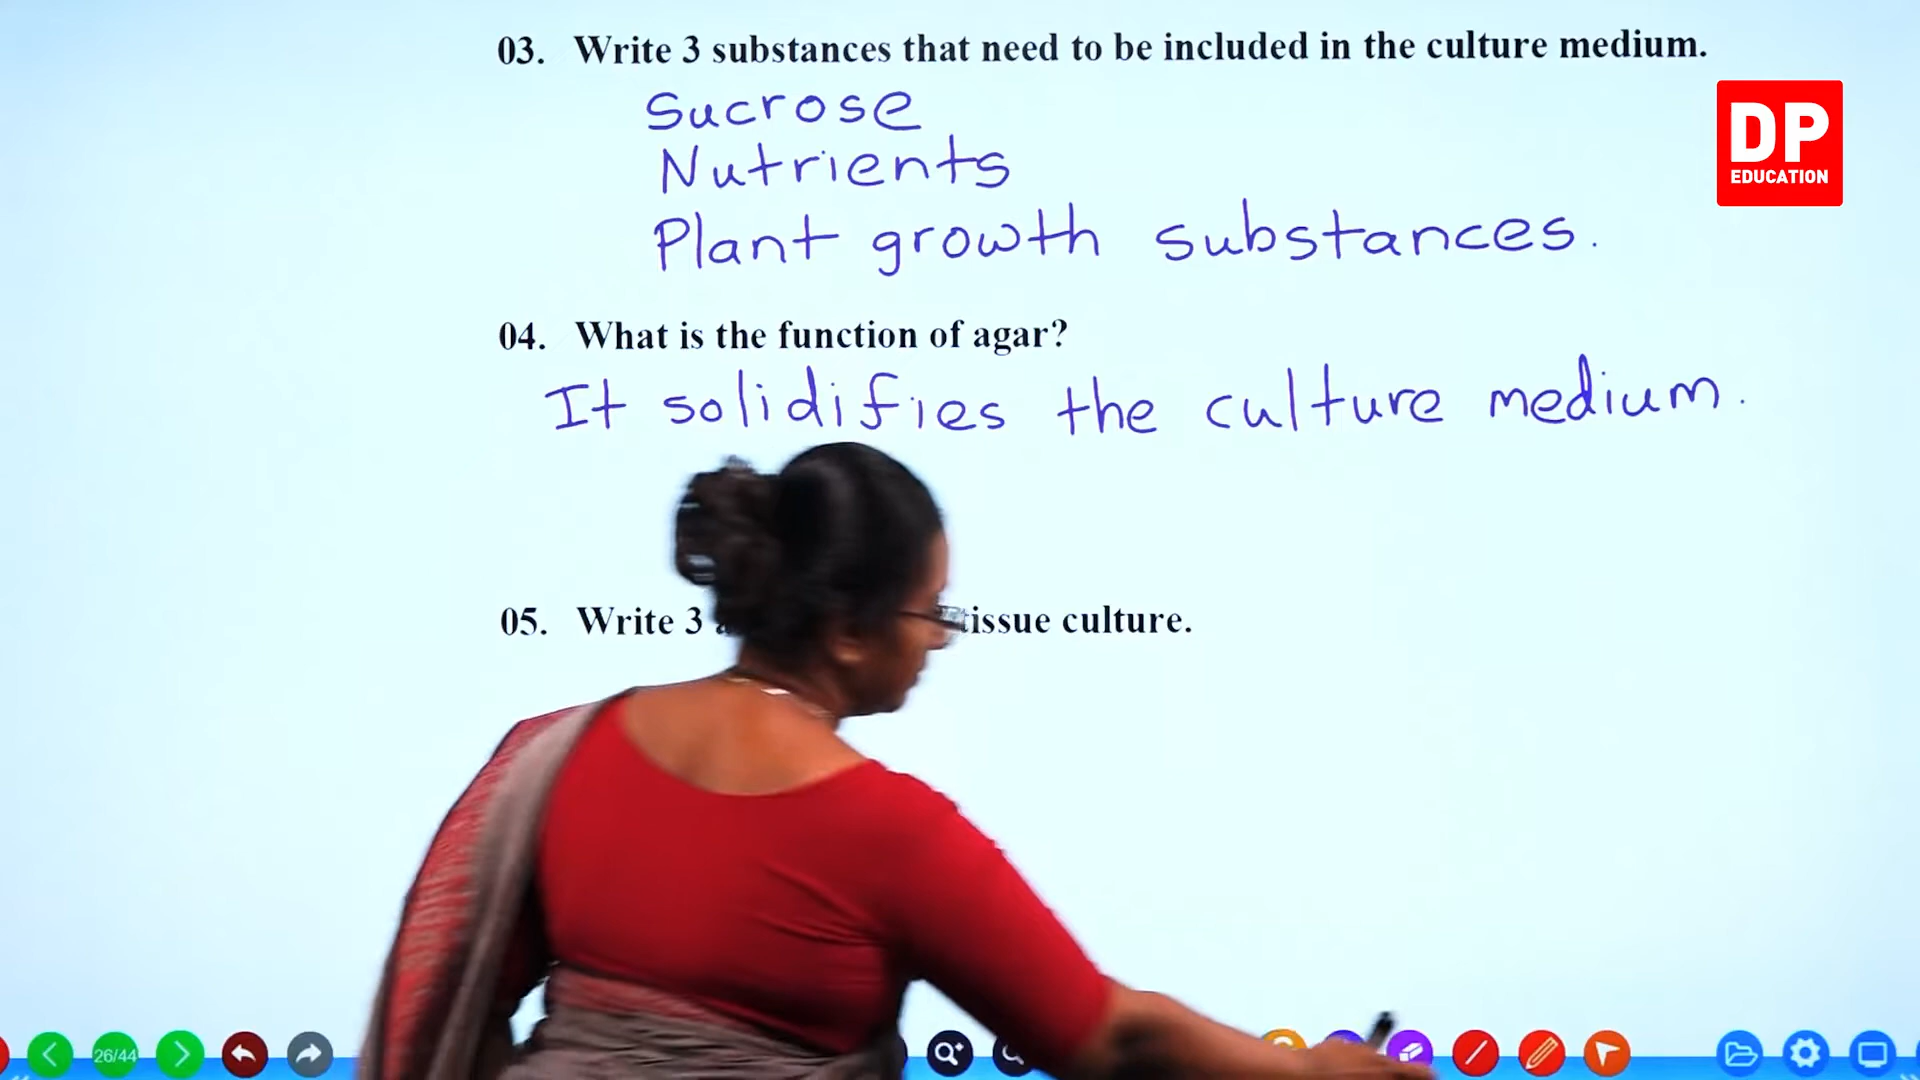 03. Write 3 substances that need to be included in the culture medium.
Sucrose
Nutrients
Plant growth substances.
DP
EDUCATION
04. What is the function of agar?
It solidifies the culture medium.
05. Write 3 tissue culture.
26/44